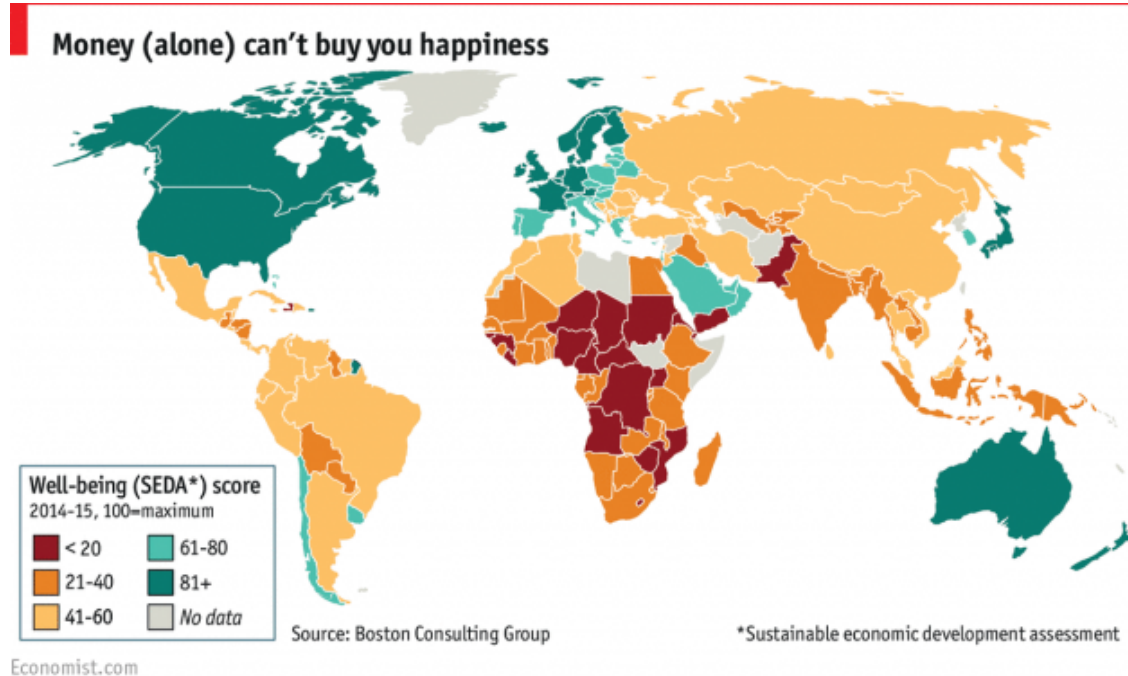 Money (alone) can't buy you happiness
Well-being (SEDA*) score
2014-15, 100=maximum
< 20
61-80
21-40
81+
41-60
No data
Source: Boston Consulting Group
*Sustainable economic development assessment
Economist.com